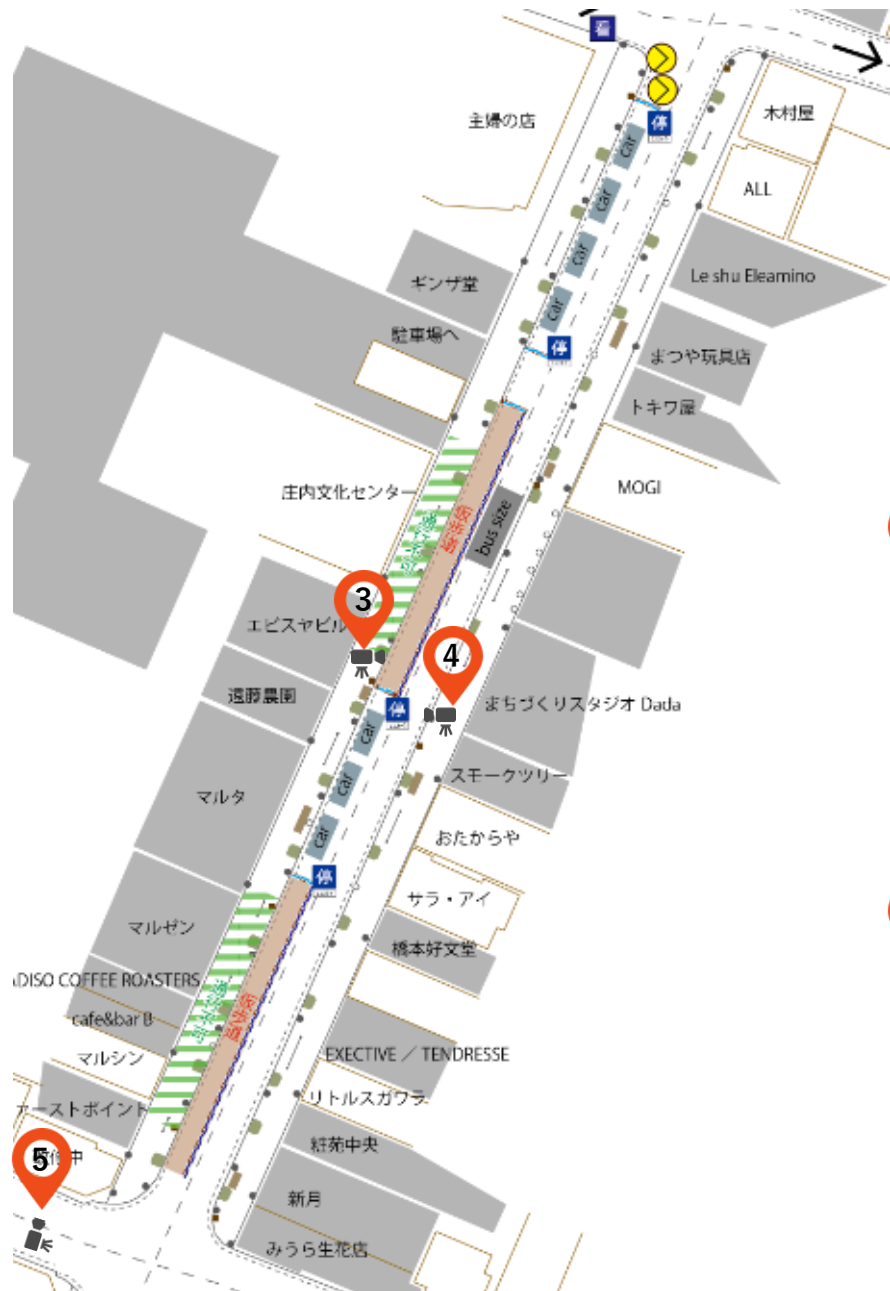 看
主婦の店
停
木村屋
car
ALL
car
car
Le shu Eleamino
ギンザ堂
car
駐車場へ
停
まつや玩具店
トキワ屋
庄内文化センター
MOGI
bus size
仮歩道
3
エビスヤビル
4
遠藤農園
停
まちづくりスタジオ Dada
car
スモークツリー
car
マルタ
car
おたからや
停
サラ・アイ
マルゼン
橋本好文堂
ADISO COFFEE ROASTERS
仮歩道
cafe&bar B
マルシン
EXECTIVE ／ TENDRESSE
リトルスガワラ
ァーストポイント
粧苑中央
5
中
新月
みうら生花店